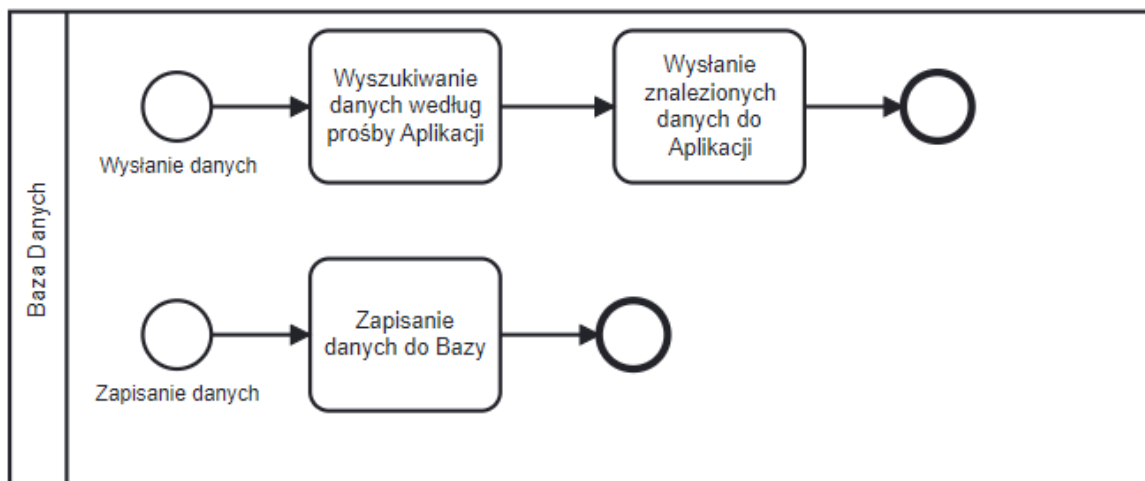 Baza Danych
Wysłanie danych
Wyszukiwanie
danych według
prośby Aplikacji
Wysłanie
znalezionych
danych do
Aplikacji
Zapisanie danych
Zapisanie
danych do Bazy